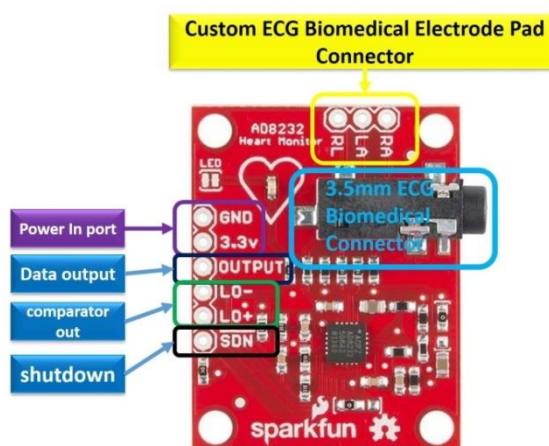 Custom ECG Biomedical Electrode Pad
Connector
AD8232
Heart Monitor
RL
LA
RA
LED
3.5mm ECG
Biomedical
Connector
Power In port
GND
3.3v
Data output
OUTPUT
comparator
out
LO-
LO+
shutdown
SDN
sparkfun